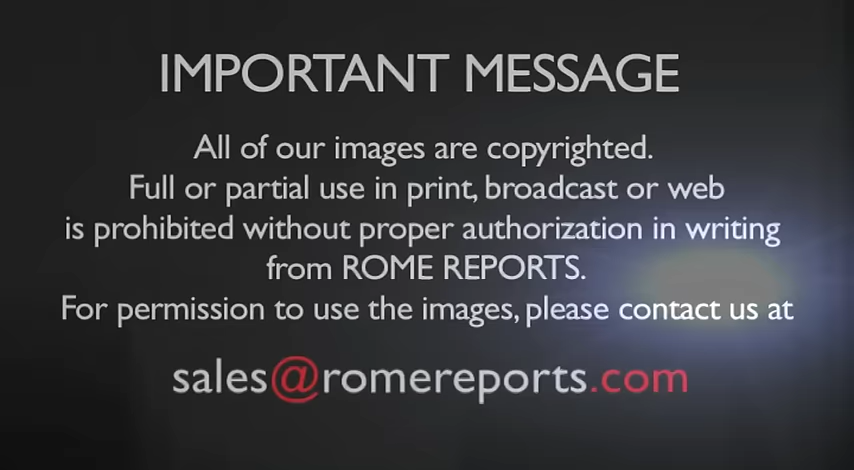 IMPORTANT MESSAGE
All of our images are copyrighted.
Full or partial use in print, broadcast or web
is prohibited without proper authorization in writing
from ROME REPORTS.
For permission to use the images, please contact us at
sales@romereports.com